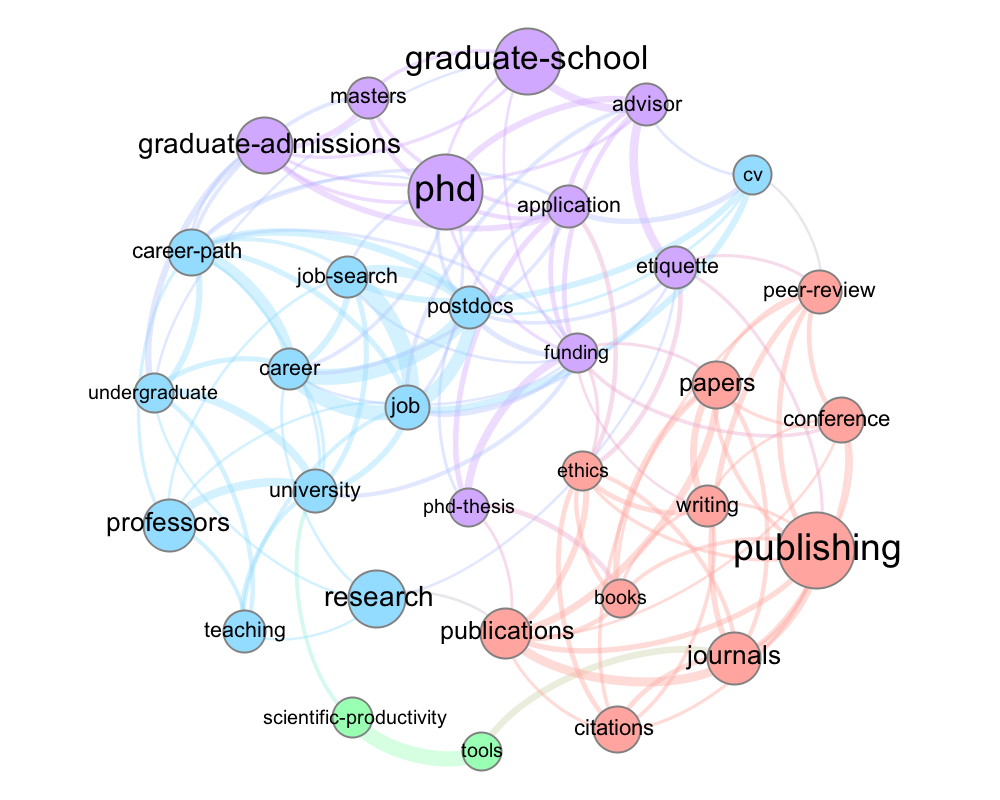 graduate-school
masters
advisor
graduate-admissions
cv
phd
application
career-path
etiquette
job-search
peer-review
postdocs
funding
career
papers
undergraduate
job
conference
ethics
university
phd-thesis
writing
professors
publishing
research
books
teaching
publications
journals
scientific-productivity
citations
tools